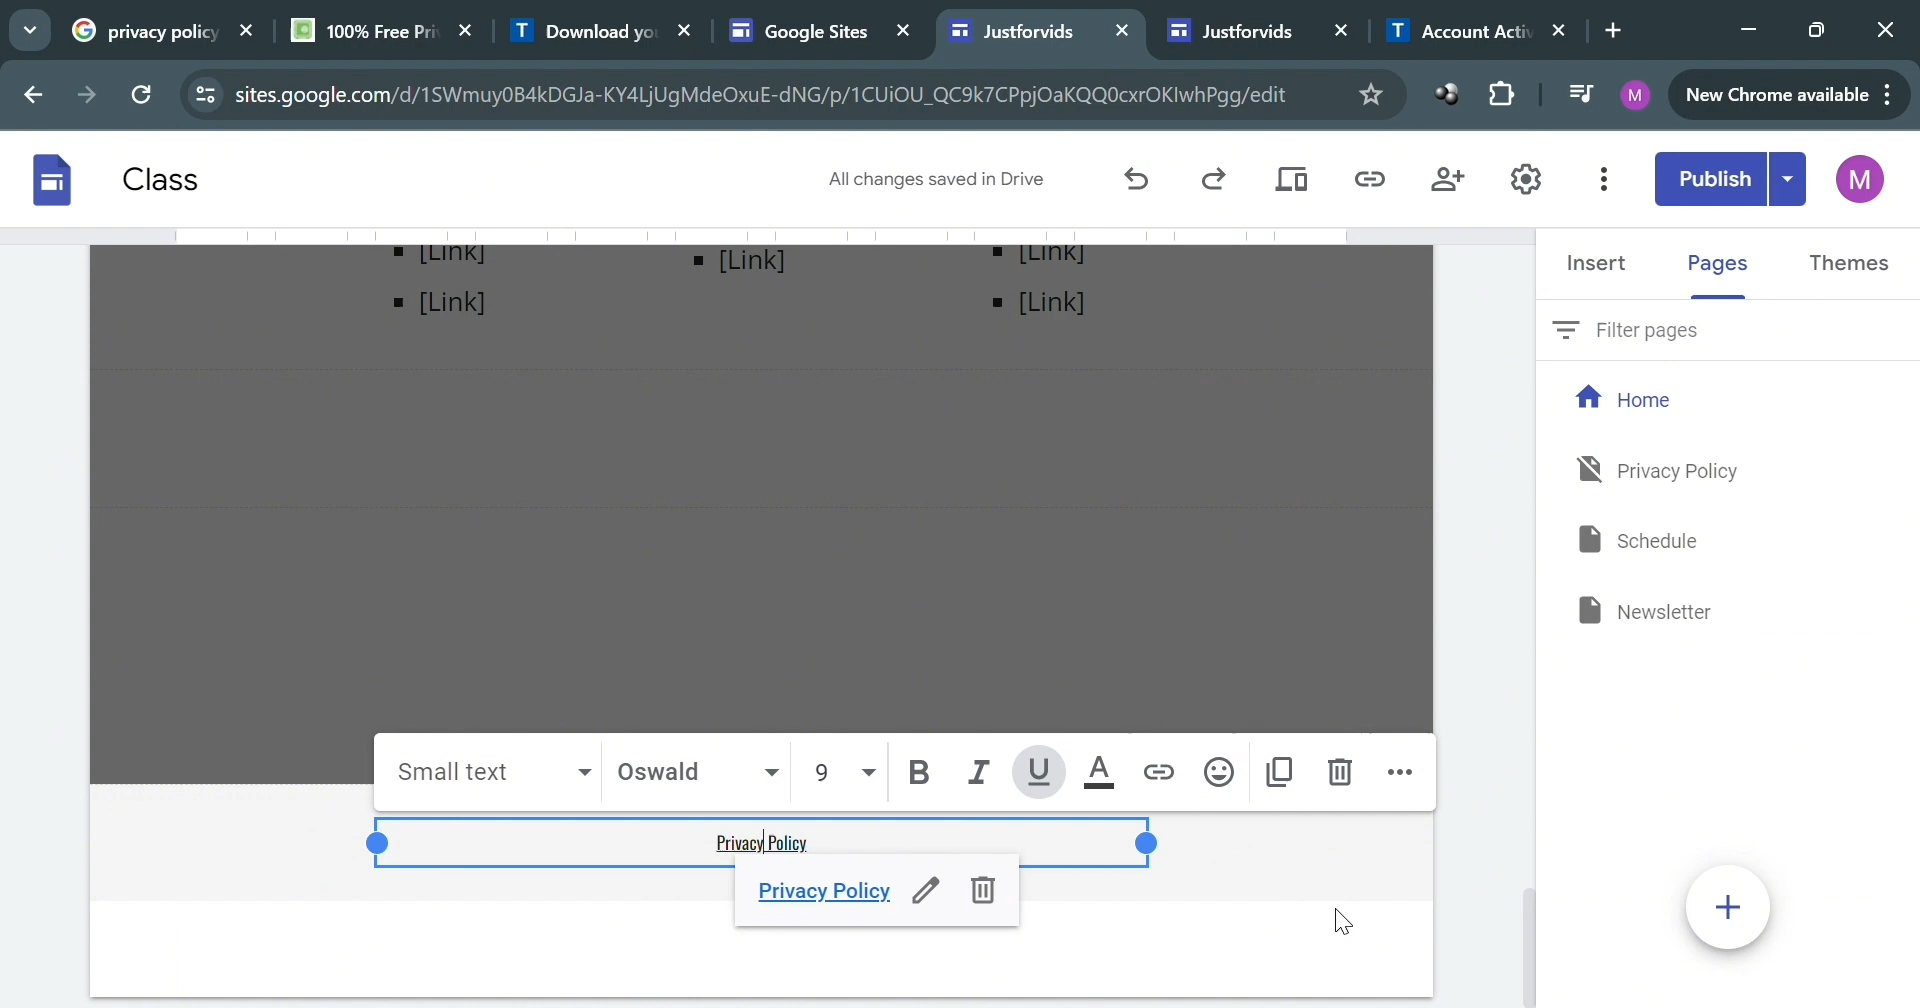 privacy policy
100% Free Pri
Download yo
Google Sites
Justforvids
Justforvids
Account Activ
sites.google.com/d/1SWmuy0B4kDGJa-KY4LjUgMdeOxuE-dNG/p/1CUiOU_QC9k7CPpjOaKQQ0cxrOKlwhPgg/edit
M
New Chrome available
Class
All changes saved in Drive
Publish
M
Insert
Pages
Themes
[Link]
[Link]
[Link]
[Link]
[Link]
Filter pages
Home
Privacy Policy
Schedule
Newsletter
Small text
Oswald
9
B
I
U
A
Privacy Policy
Privacy Policy